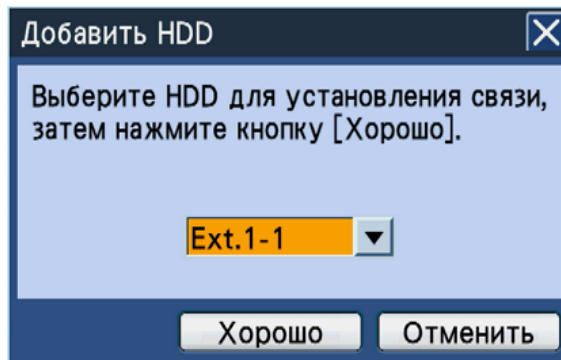 Добавить HDD
Выберите HDD для установления связи,
затем нажмите кнопку [Хорошо].
Ext.1-1
Хорошо
Отменить